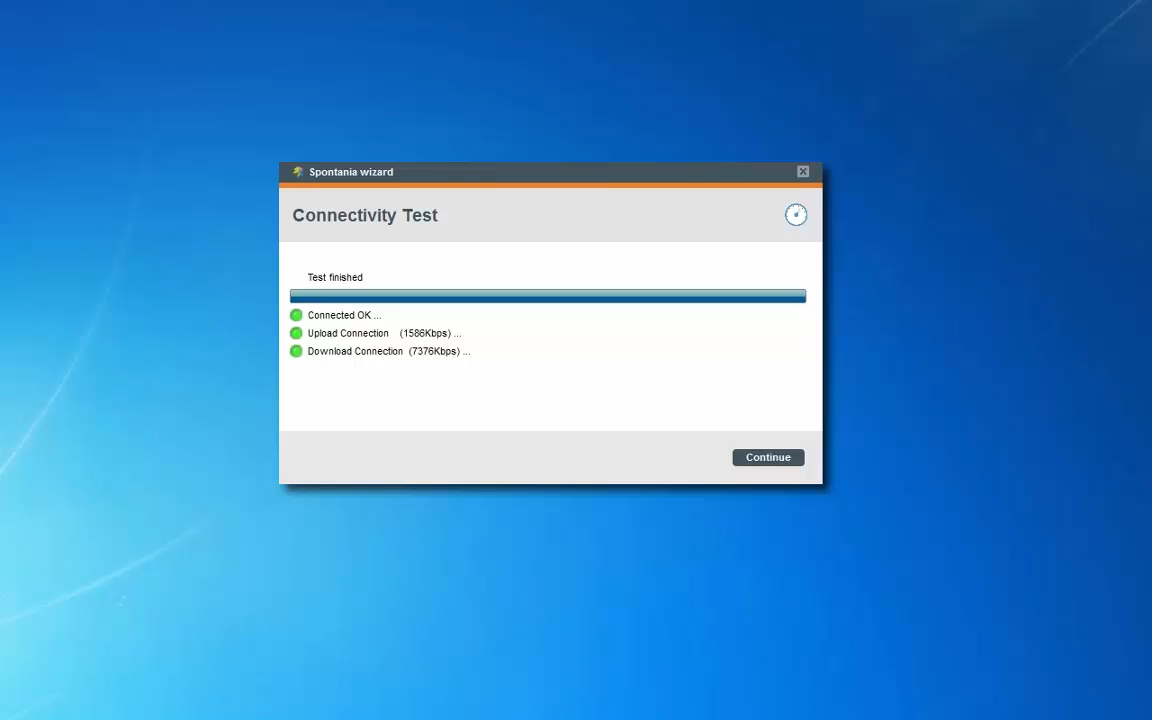 Spontania wizard
Connectivity Test
Test finished
Connected OK ...
Upload Connection (1586Kbps) ...
Download Connection (7376Kbps) ...
Continue